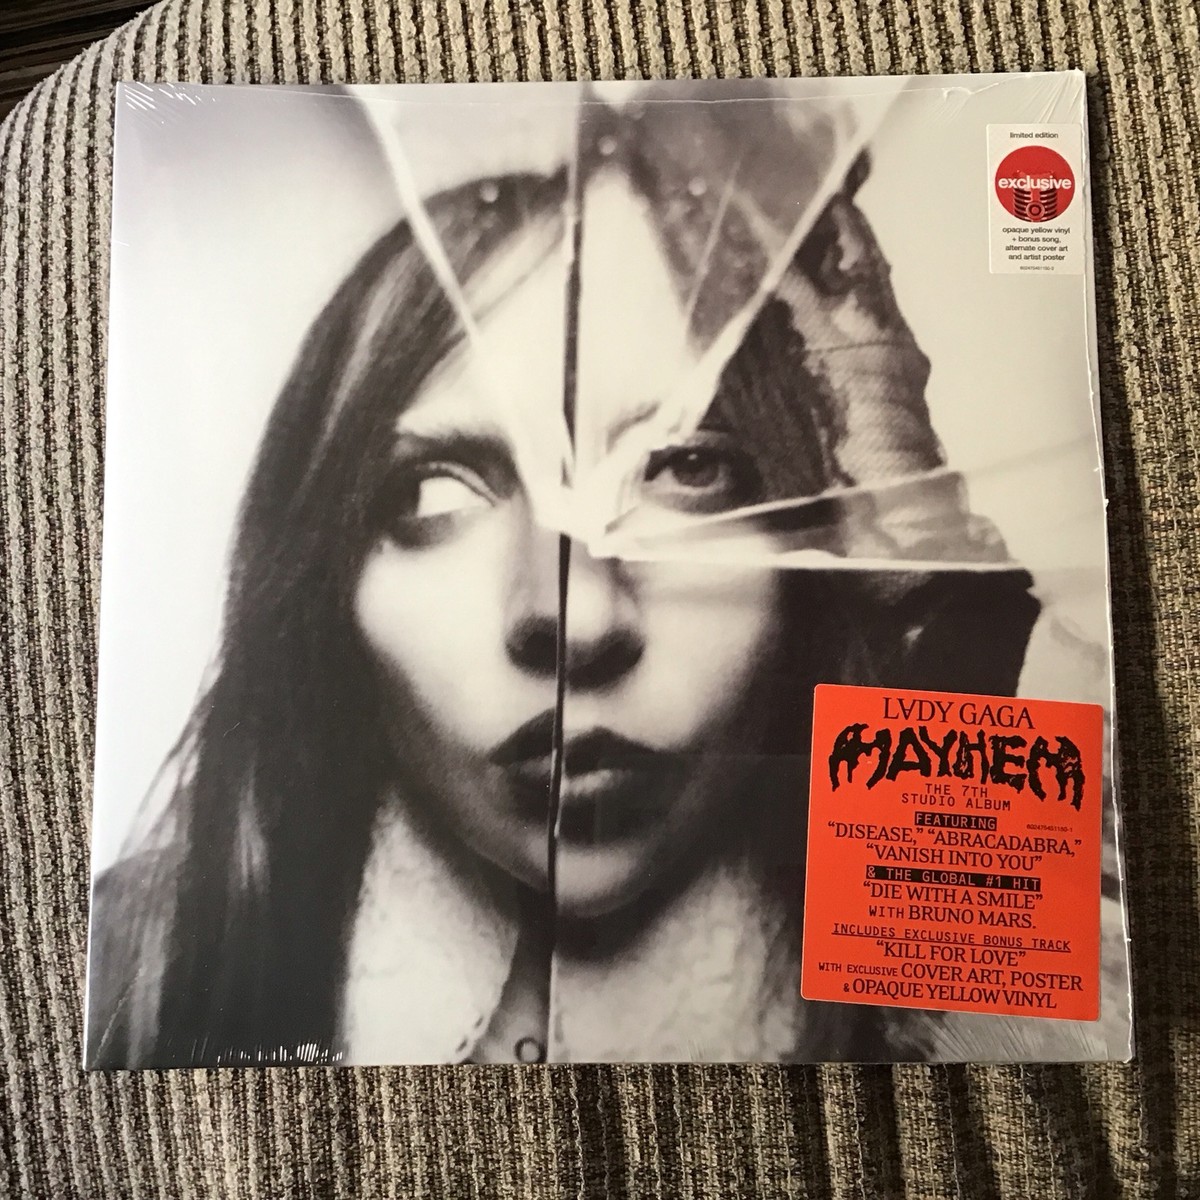 limited edition
exclusive
opaque yellow vinyl
+ bonus song,
alternate cover art
and artist poster
LⱯDY GAGA
MAYHEM
THE 7TH
STUDIO ALBUM
FEATURING
“DISEASE,” “ABRACADABRA,”
“VANISH INTO YOU”
& THE GLOBAL #1 HIT
“DIE WITH A SMILE”
WITH BRUNO MARS.
INCLUDES EXCLUSIVE BONUS TRACK
“KILL FOR LOVE”
WITH EXCLUSIVE COVER ART, POSTER
& OPAQUE YELLOW VINYL